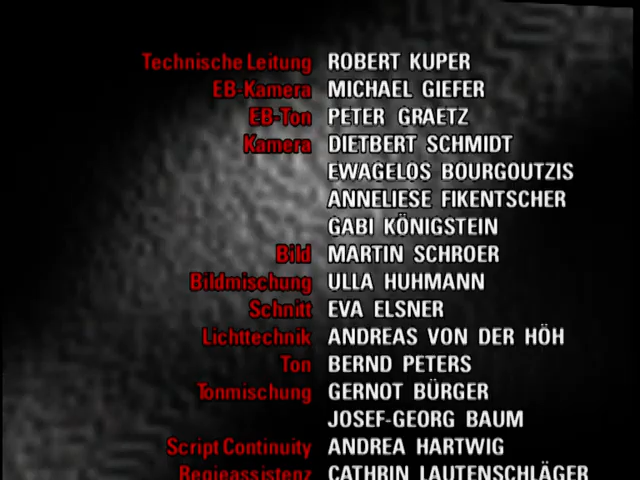 Technische Leitung ROBERT KUPER
EB-Kamera MICHAEL GIEFER
EB-Ton PETER GRAETZ
Kamera DIETBERT SCHMIDT
EWAGELOS BOURGOUTZIS
ANNELIESE FIKENTSCHER
GABI KÖNIGSTEIN
Bild MARTIN SCHROER
Bildmischung ULLA HUHMANN
Schnitt EVA ELSNER
Lichttechnik ANDREAS VON DER HÖH
Ton BERND PETERS
Tonmischung GERNOT BÜRGER
JOSEF-GEORG BAUM
Script Continuity ANDREA HARTWIG
Regieassistenz CATHRIN LAUTENSCHLÄGER